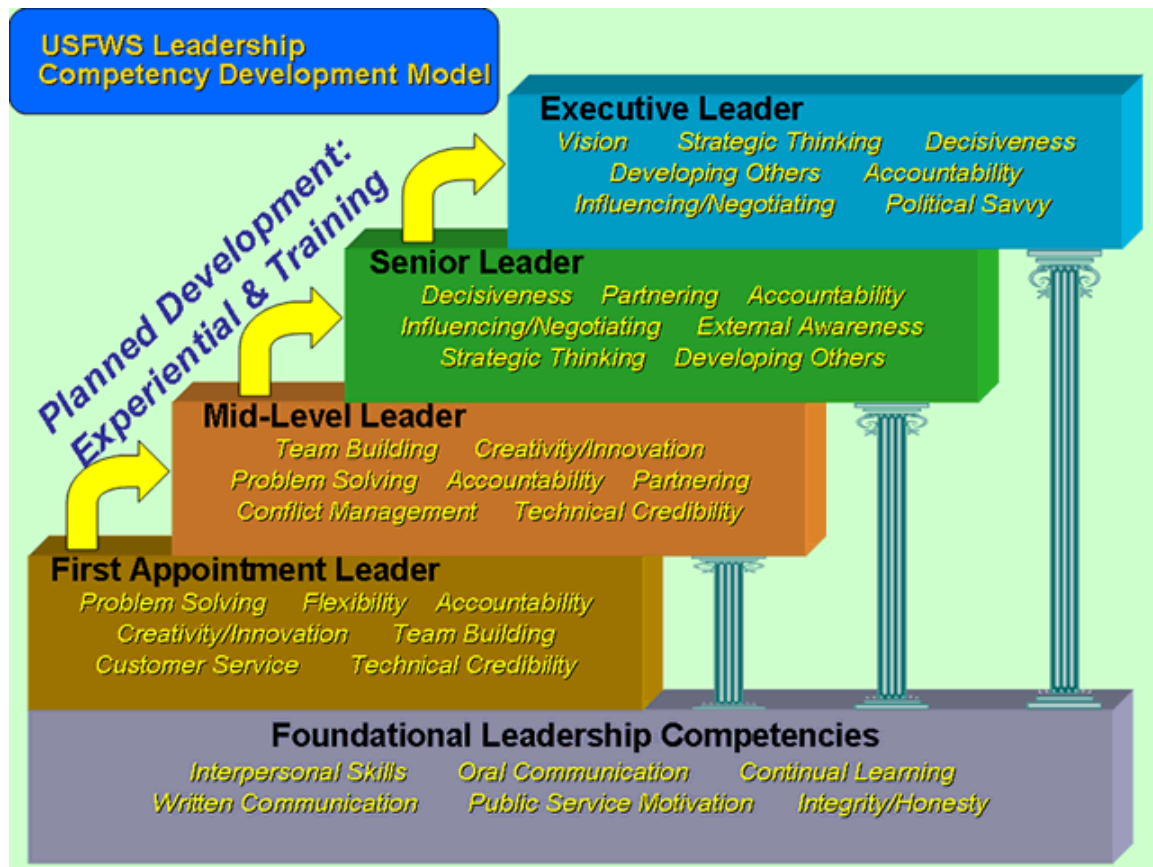 USFWS Leadership
Competency Development Model
Planned Development:
Experiential & Training
Executive Leader
Vision Strategic Thinking Decisiveness
Developing Others Accountability
Influencing/Negotiating Political Savvy
Senior Leader
Decisiveness Partnering Accountability
Influencing/Negotiating External Awareness
Strategic Thinking Developing Others
Mid-Level Leader
Team Building Creativity/Innovation
Problem Solving Accountability Partnering
Conflict Management Technical Credibility
First Appointment Leader
Problem Solving Flexibility Accountability
Creativity/Innovation Team Building
Customer Service Technical Credibility
Foundational Leadership Competencies
Interpersonal Skills Oral Communication Continual Learning
Written Communication Public Service Motivation Integrity/Honesty